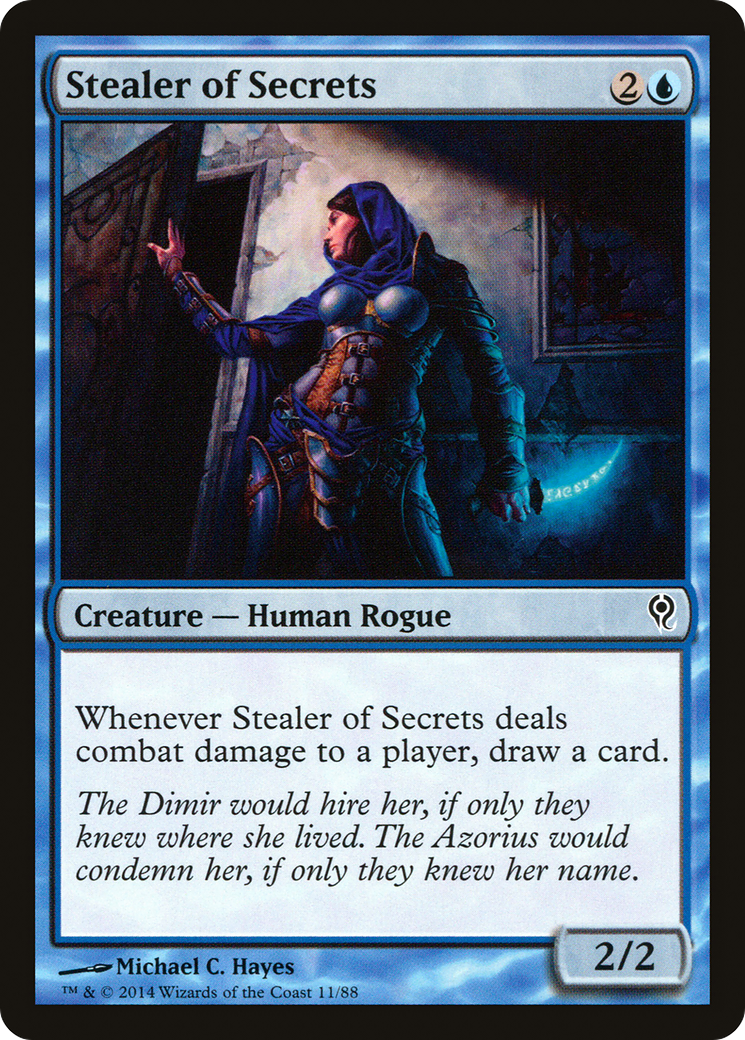 Stealer of Secrets
2
Creature — Human Rogue
Whenever Stealer of Secrets deals
combat damage to a player, draw a card.
The Dimir would hire her, if only they
knew where she lived. The Azorius would
condemn her, if only they knew her name.
2/2
Michael C. Hayes
™ & © 2014 Wizards of the Coast 11/88